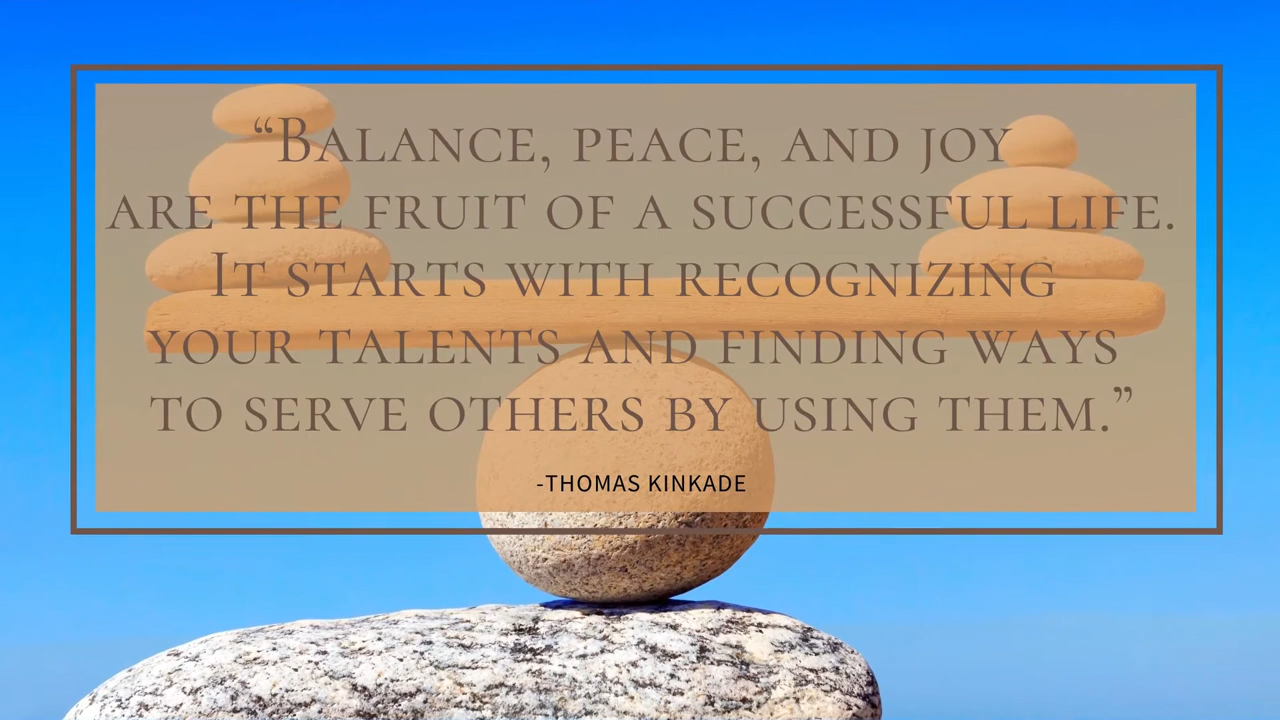 “Balance, peace, and joy
are the fruit of a successful life.
It starts with recognizing
your talents and finding ways
to serve others by using them.”
-THOMAS KINKADE